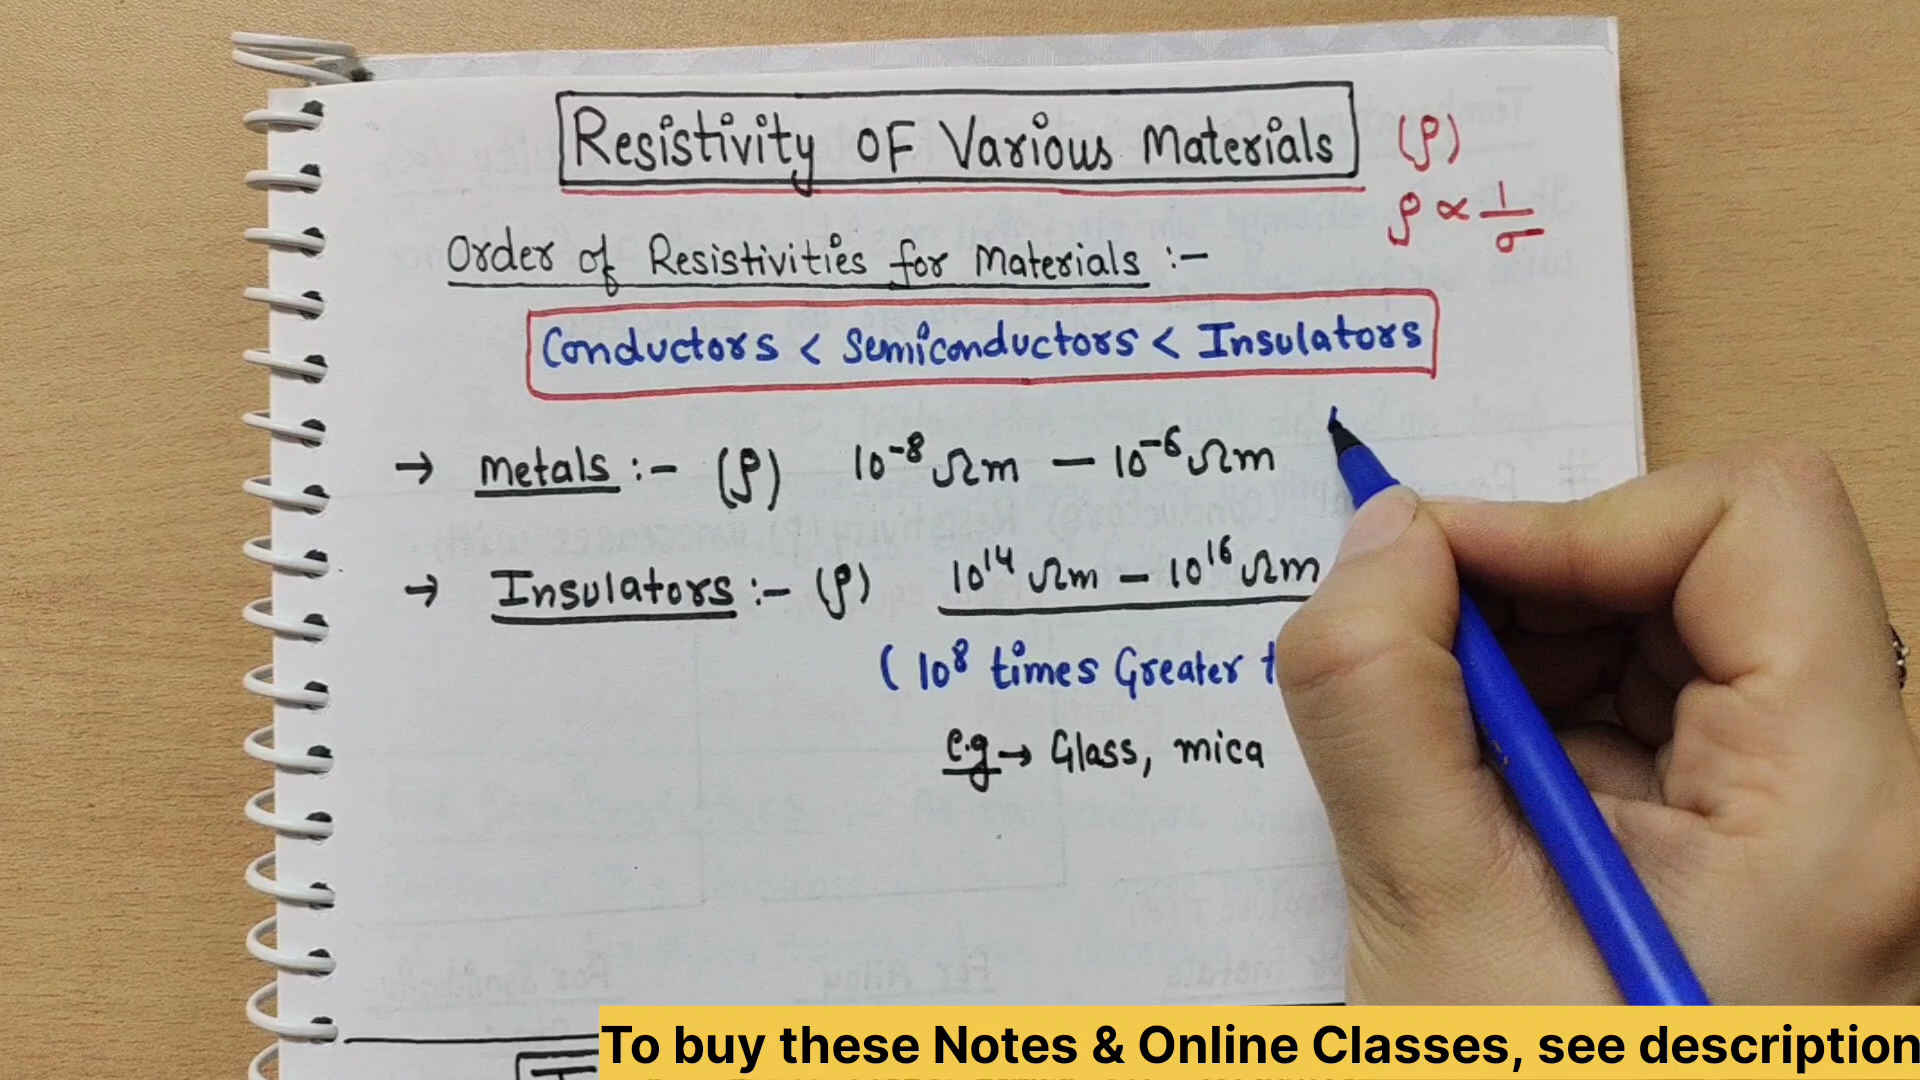 Resistivity OF Various Materials (ρ)
ρ ∝ 1/σ
Order of Resistivities for Materials :-
Conductors < Semiconductors < Insulators
→ Metals :- (ρ) 10⁻⁸ Ωm — 10⁻⁶ Ωm
→ Insulators :- (ρ) 10¹⁴ Ωm — 10¹⁶ Ωm
( 10⁸ times Greater
e.g → Glass, mica
To buy these Notes & Online Classes, see description